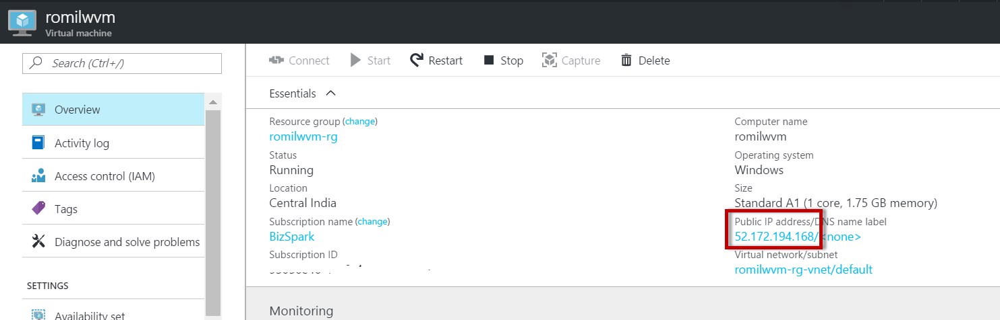 romilwvm
Virtual machine
Search (Ctrl+/)
Overview
Activity log
Access control (IAM)
Tags
Diagnose and solve problems
SETTINGS
Availability set
Connect Start Restart Stop Capture Delete
Essentials
Resource group (change)
romilwvm-rg
Status
Running
Location
Central India
Subscription name (change)
BizSpark
Subscription ID
Computer name
romilwvm
Operating system
Windows
Size
Standard A1 (1 core, 1.75 GB memory)
Public IP address/DNS name label
52.172.194.168/<none>
Virtual network/subnet
romilwvm-rg-vnet/default
Monitoring